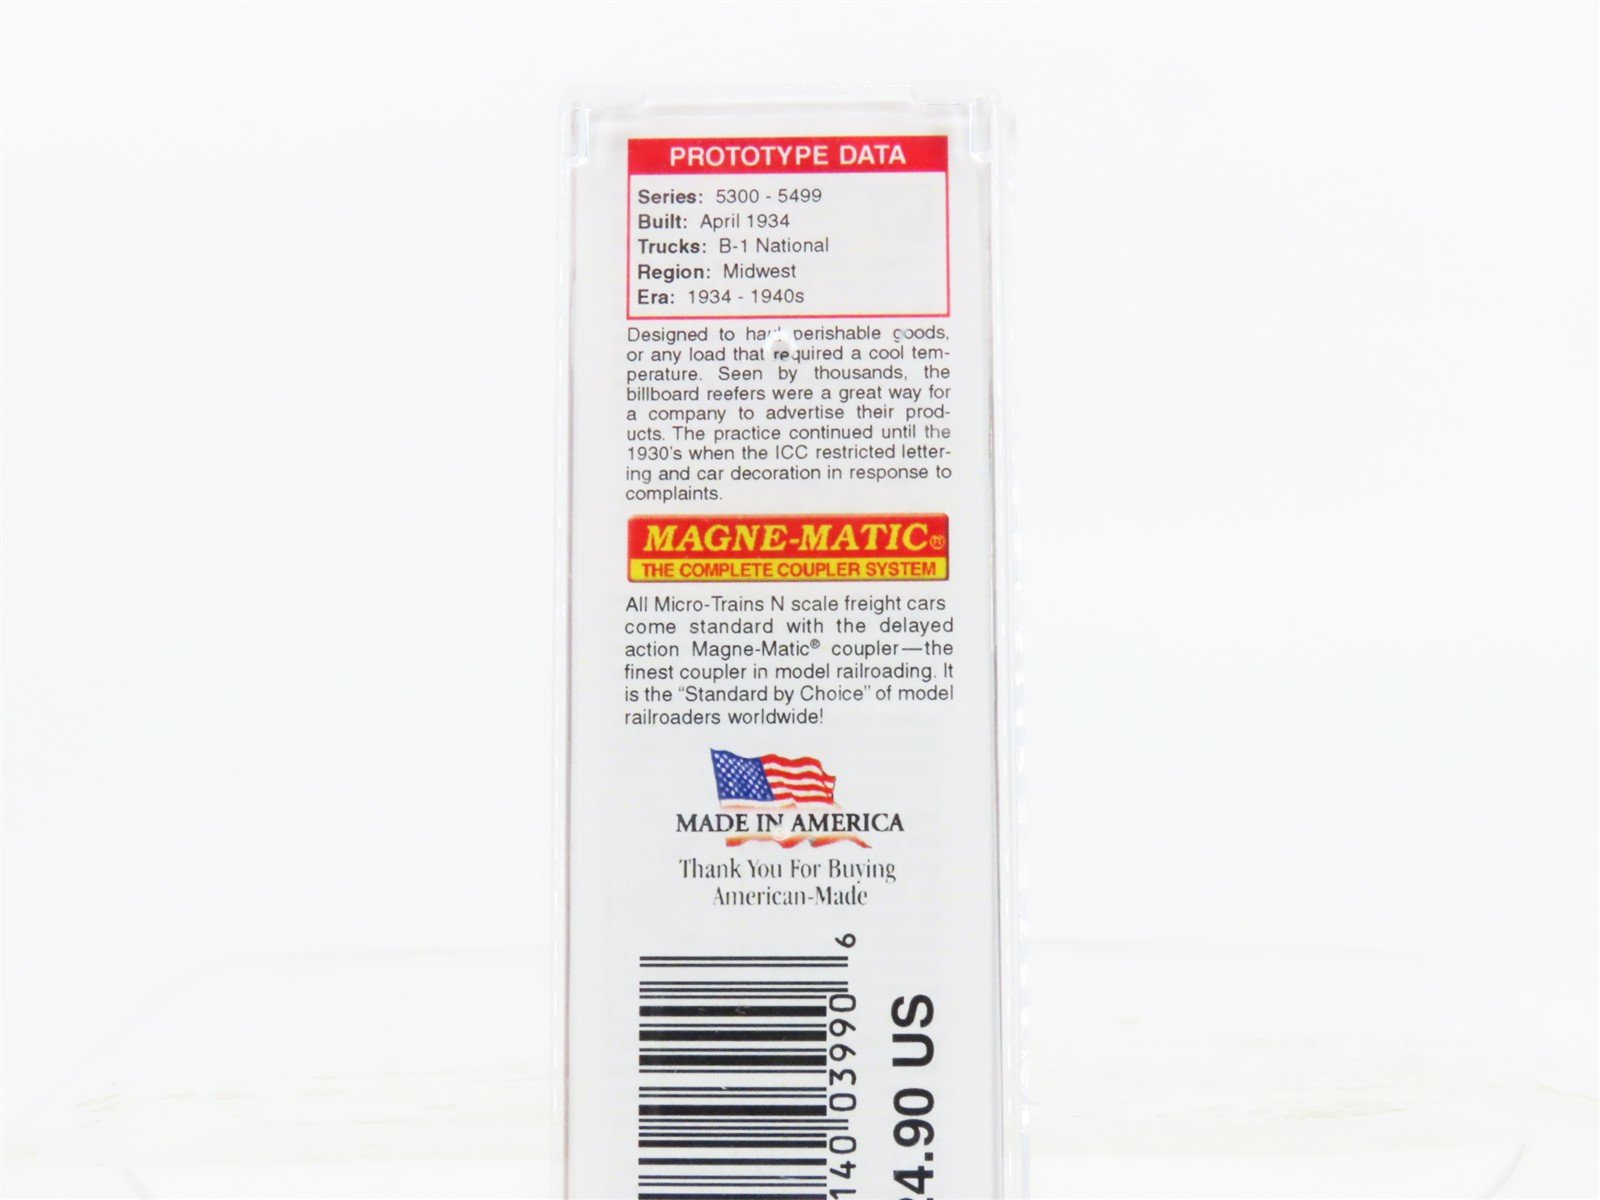 PROTOTYPE DATA
Series: 5300 - 5499
Built: April 1934
Trucks: B-1 National
Region: Midwest
Era: 1934 - 1940s
Designed to haul perishable goods,
or any load that required a cool tem-
perature. Seen by thousands, the
billboard reefers were a great way for
a company to advertise their prod-
ucts. The practice continued until the
1930's when the ICC restricted letter-
ing and car decoration in response to
complaints.
MAGNE-MATIC®
THE COMPLETE COUPLER SYSTEM
All Micro-Trains N scale freight cars
come standard with the delayed
action Magne-Matic® coupler—the
finest coupler in model railroading. It
is the “Standard by Choice” of model
railroaders worldwide!
MADE IN AMERICA
Thank You For Buying
American-Made
140 03990 6
4.90 US